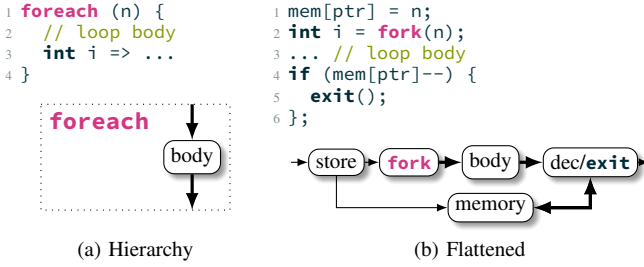 1 foreach (n) {
2   // loop body
3   int i => ...
4 }
foreach
body
(a) Hierarchy
1 mem[ptr] = n;
2 int i = fork(n);
3 ... // loop body
4 if (mem[ptr]--) {
5   exit();
6 };
store
fork
body
dec/exit
memory
(b) Flattened